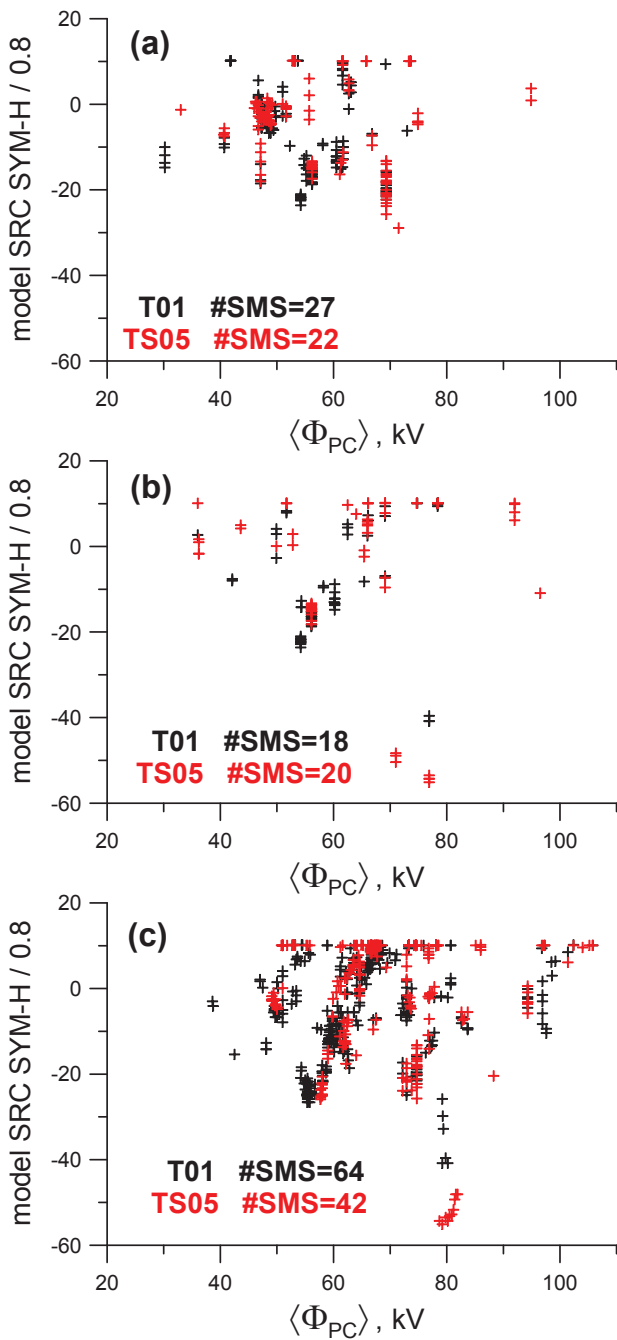 20
(a)
0
-20
-40
T01 #SMS=27
TS05 #SMS=22
-60
20 40 60 80 100
model SRC SYM-H / 0.8
⟨Φ_PC⟩, kV
20
(b)
0
-20
-40
T01 #SMS=18
TS05 #SMS=20
-60
20 40 60 80 100
model SRC SYM-H / 0.8
⟨Φ_PC⟩, kV
20
(c)
0
-20
-40
T01 #SMS=64
TS05 #SMS=42
-60
20 40 60 80 100
model SRC SYM-H / 0.8
⟨Φ_PC⟩, kV